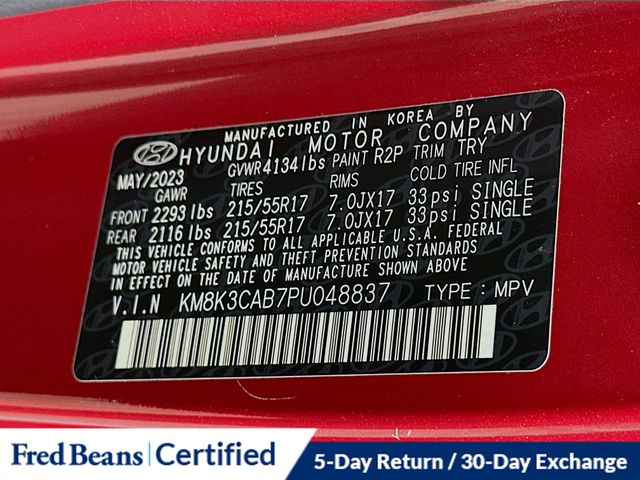 MANUFACTURED IN KOREA BY
HYUNDAI MOTOR COMPANY
MAY/2023 GVWR 4134 lbs PAINT R2P TRIM TRY
GAWR TIRES RIMS COLD TIRE INFL
FRONT 2293 lbs 215/55R17 7.0JX17 33psi SINGLE
REAR 2116 lbs 215/55R17 7.0JX17 33psi SINGLE
THIS VEHICLE CONFORMS TO ALL APPLICABLE U.S.A. FEDERAL
MOTOR VEHICLE SAFETY AND THEFT PREVENTION STANDARDS
IN EFFECT ON THE DATE OF MANUFACTURE SHOWN ABOVE.
V.I.N KM8K3CAB7PU048837 TYPE : MPV
Fred Beans | Certified
5-Day Return / 30-Day Exchange